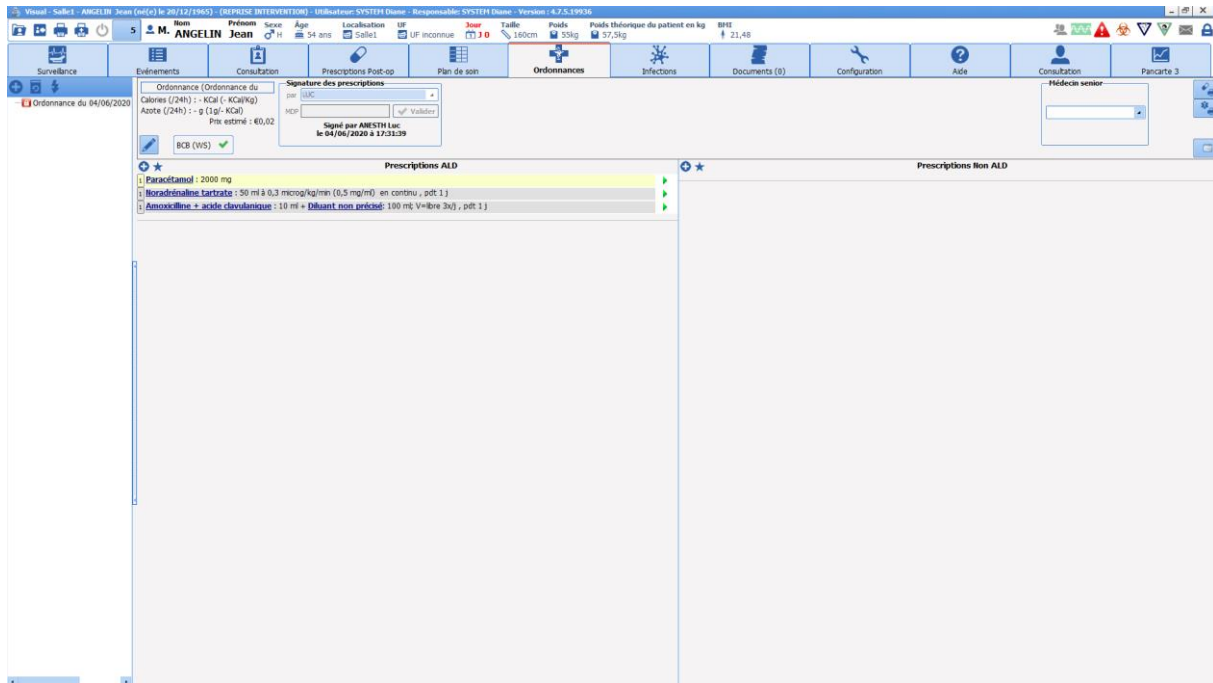 Visual - Salle1 - ANGELIN Jean (né(e) le 20/12/1965) - (REPRISE INTERVENTION) - Utilisateur: SYSTEM Diane - Responsable: SYSTEM Diane - Version : 4.7.5.19936
5 M. Nom ANGELIN Prénom Jean Sexe H Âge 54 ans Localisation Salle1 UF UF inconnue Jour J 0 Taille 160cm Poids 55kg Poids théorique du patient en kg 57,5kg BMI 21,48
Surveillance Evénements Consultation Prescriptions Post-op Plan de soin Ordonnances Infections Documents (0) Configuration Aide Consultation Pancarte 3
Ordonnance du 04/06/2020
Ordonnance (Ordonnance du
Calories (/24h) : - KCal (- KCal/Kg)
Azote (/24h) : - g (1g/- KCal)
Prix estimé : €0,02
BCB (WS)
Signature des prescriptions
par LUC
MDP Valider
Signé par ANESTH Luc
le 04/06/2020 à 17:31:39
Médecin senior
Prescriptions ALD
1 Paracétamol : 2000 mg
1 Noradrénaline tartrate : 50 ml à 0,3 microg/kg/min (0,5 mg/ml) en continu , pdt 1 j
1 Amoxicilline + acide clavulanique : 10 ml + Diluant non précisé: 100 ml; V=libre 3x/j , pdt 1 j
Prescriptions Non ALD